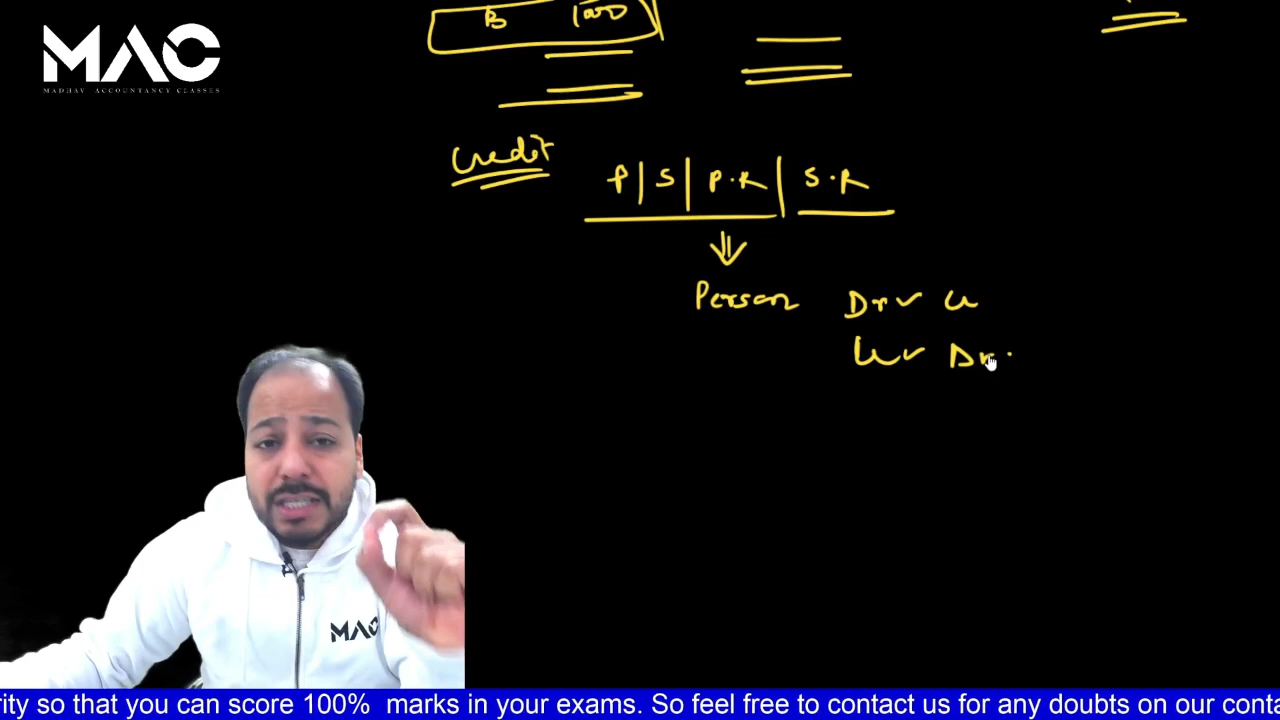 MAC
MADHAV ACCOUNTANCY CLASSES
B 1000
Credit
P | S | P.R | S.R
Person Dr ✓ Cr
Cr ✓ Dr.
MAC
rity so that you can score 100% marks in your exams. So feel free to contact us for any doubts on our conta